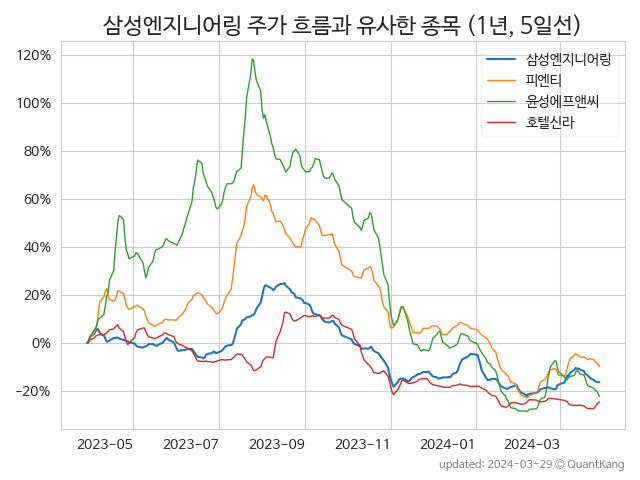 삼성엔지니어링 주가 흐름과 유사한 종목 (1년, 5일선)
120%
100%
80%
60%
40%
20%
0%
−20%
삼성엔지니어링
피엔티
윤성에프앤씨
호텔신라
2023−05
2023−07
2023−09
2023−11
2024−01
2024−03
updated: 2024−03−29 © QuantKang